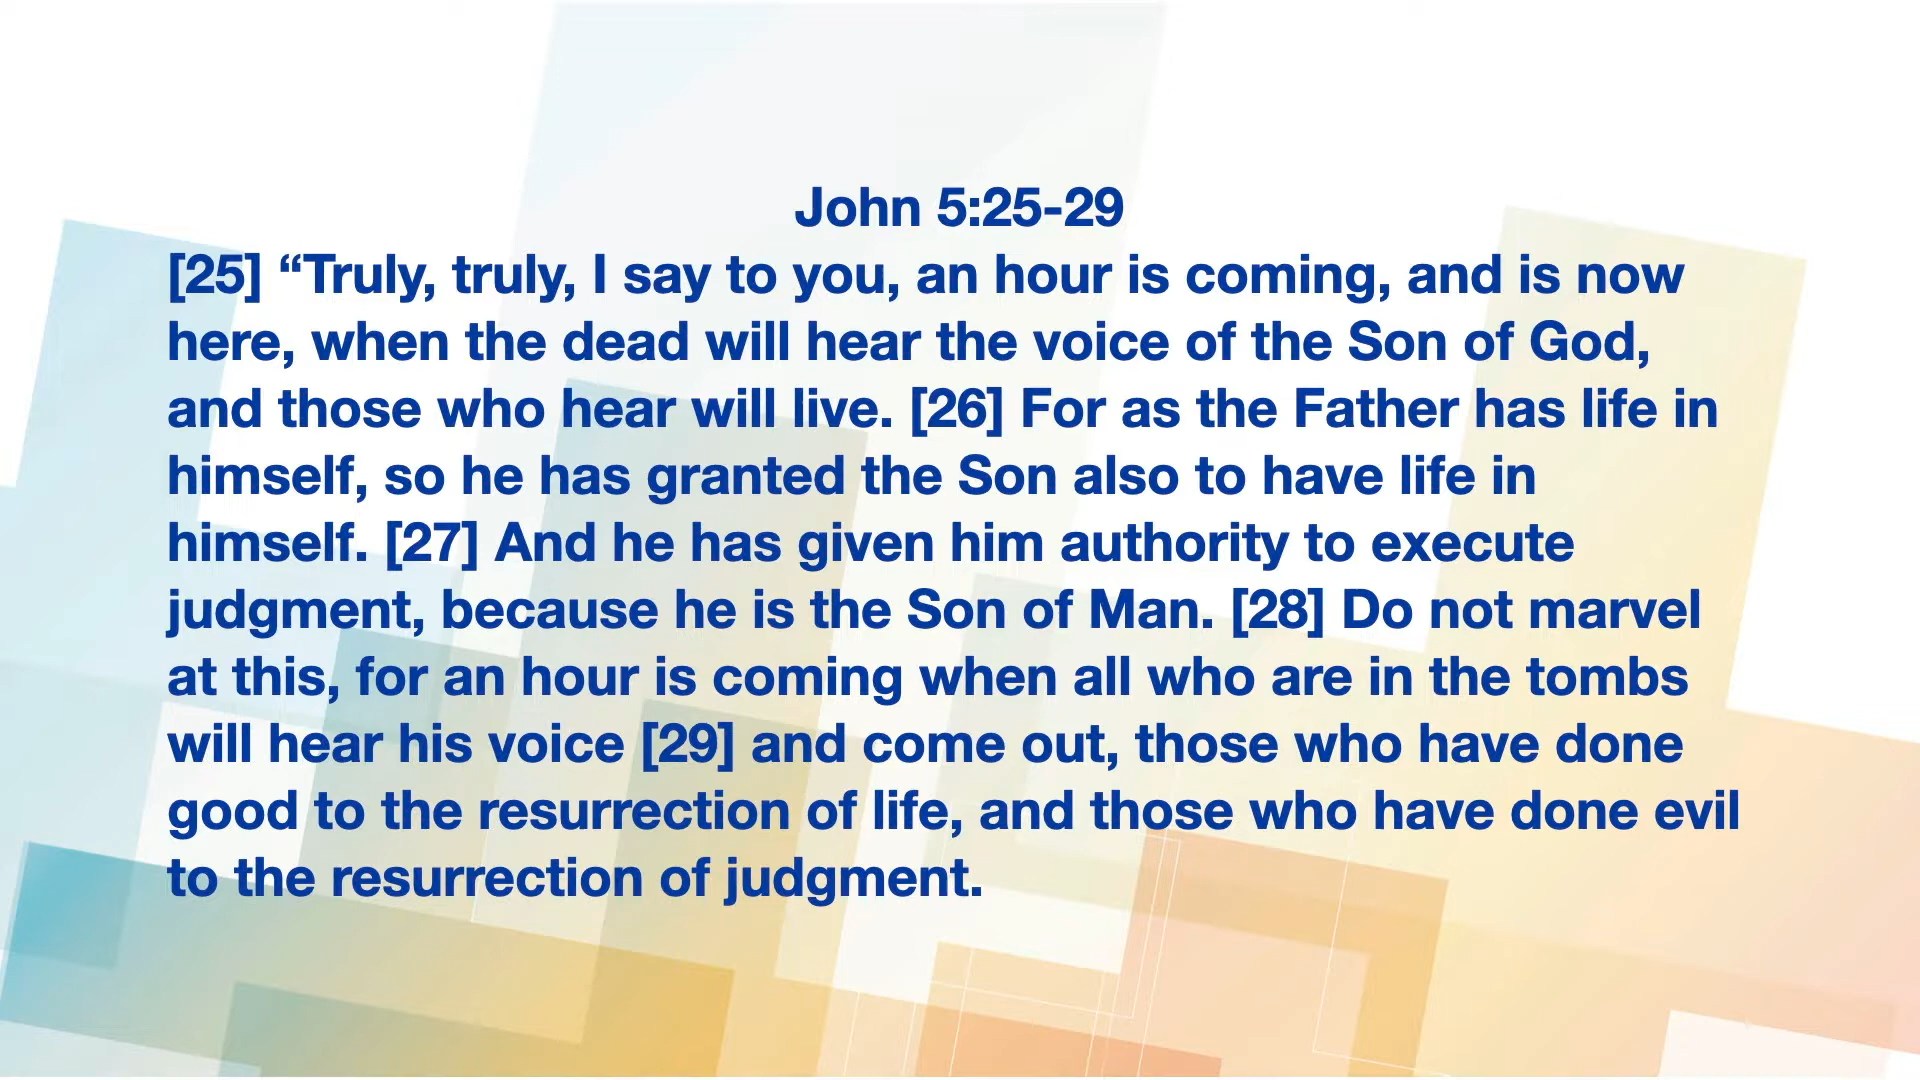 John 5:25-29
[25] “Truly, truly, I say to you, an hour is coming, and is now
here, when the dead will hear the voice of the Son of God,
and those who hear will live. [26] For as the Father has life in
himself, so he has granted the Son also to have life in
himself. [27] And he has given him authority to execute
judgment, because he is the Son of Man. [28] Do not marvel
at this, for an hour is coming when all who are in the tombs
will hear his voice [29] and come out, those who have done
good to the resurrection of life, and those who have done evil
to the resurrection of judgment.